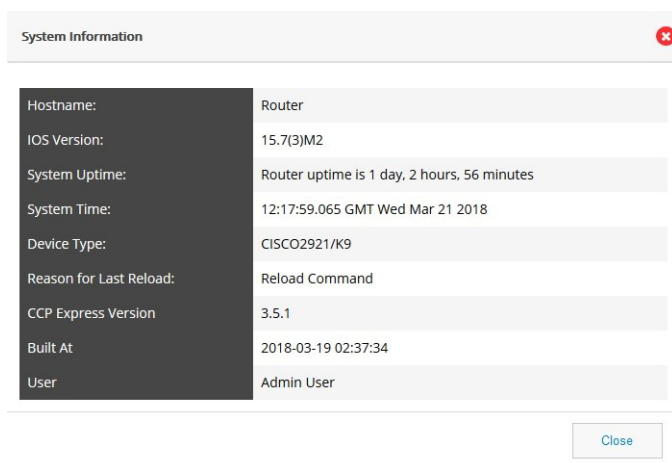 System Information
Hostname: Router
IOS Version: 15.7(3)M2
System Uptime: Router uptime is 1 day, 2 hours, 56 minutes
System Time: 12:17:59.065 GMT Wed Mar 21 2018
Device Type: CISCO2921/K9
Reason for Last Reload: Reload Command
CCP Express Version 3.5.1
Built At 2018-03-19 02:37:34
User Admin User
Close